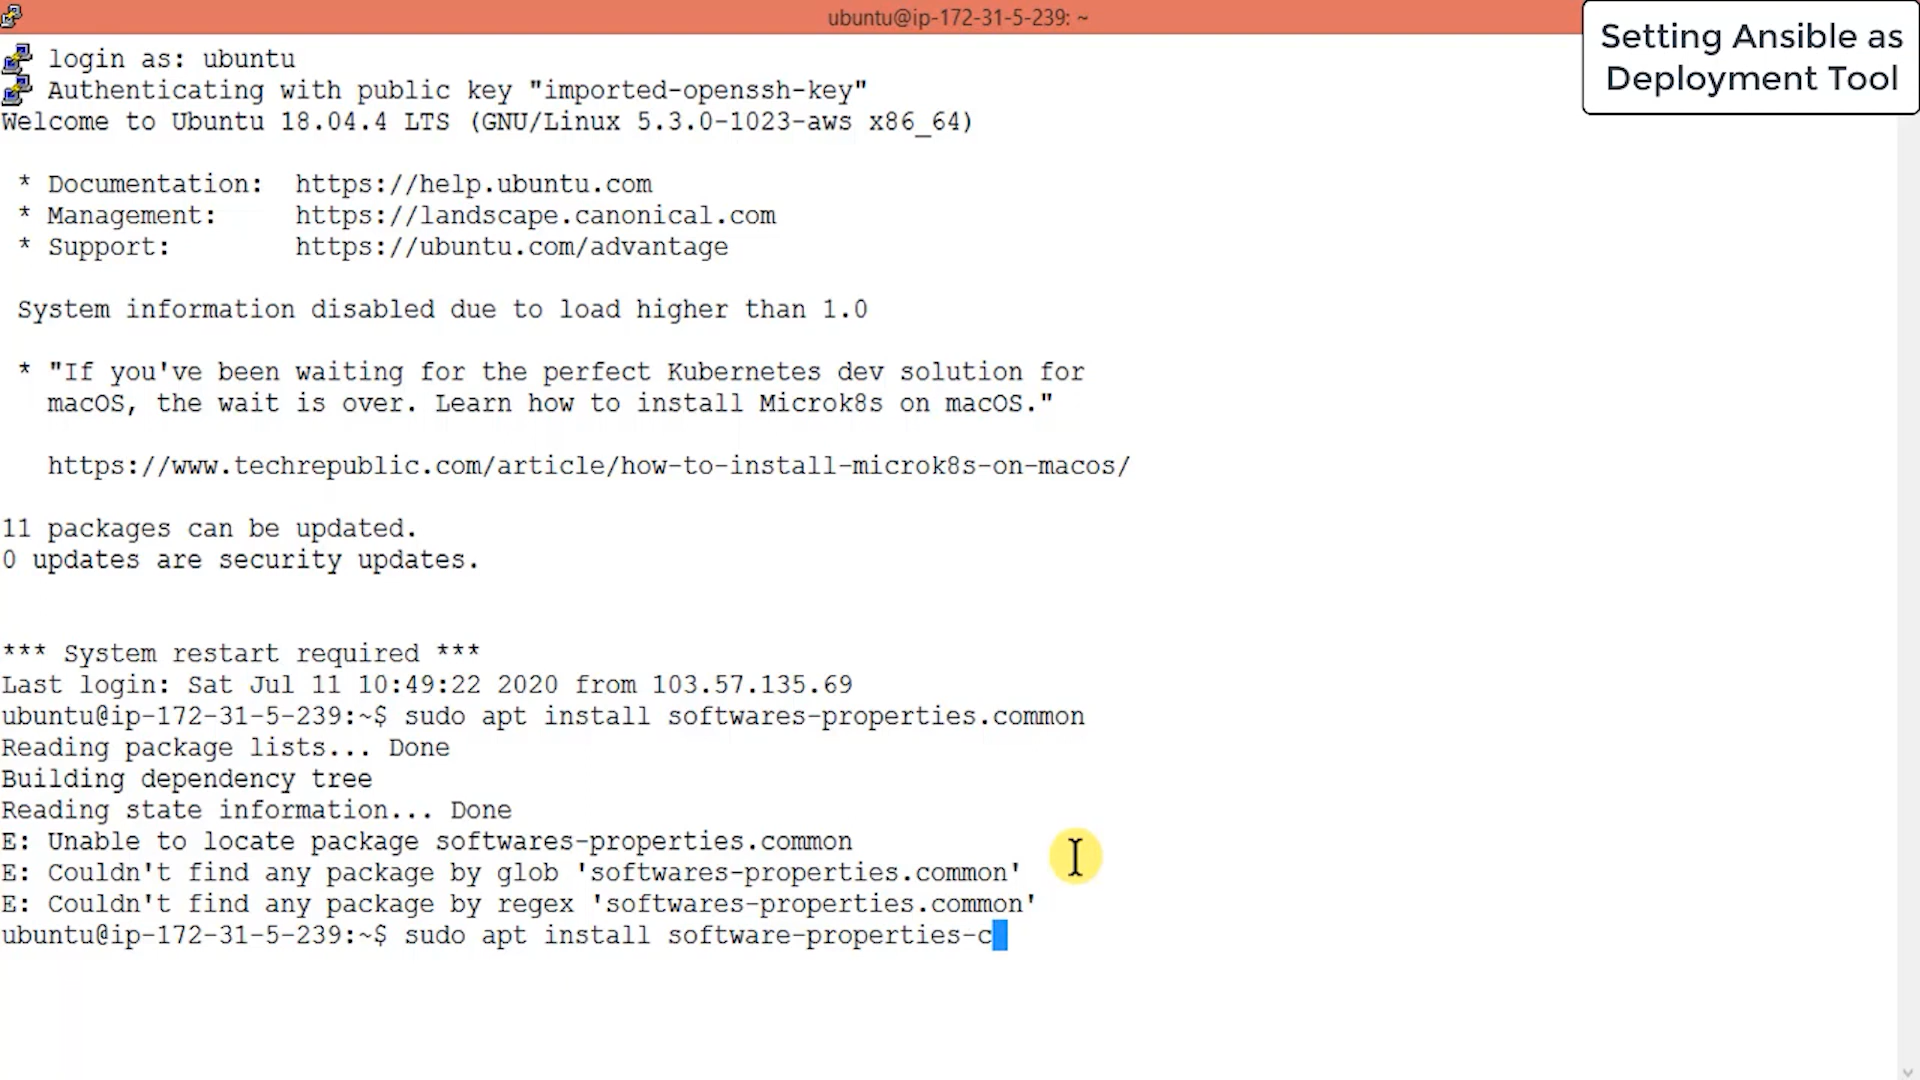 ubuntu@ip-172-31-5-239: ~
Setting Ansible as
Deployment Tool
login as: ubuntu
Authenticating with public key "imported-openssh-key"
Welcome to Ubuntu 18.04.4 LTS (GNU/Linux 5.3.0-1023-aws x86_64)
* Documentation:  https://help.ubuntu.com
* Management:     https://landscape.canonical.com
* Support:        https://ubuntu.com/advantage
System information disabled due to load higher than 1.0
* "If you've been waiting for the perfect Kubernetes dev solution for
macOS, the wait is over. Learn how to install Microk8s on macOS."
https://www.techrepublic.com/article/how-to-install-microk8s-on-macos/
11 packages can be updated.
0 updates are security updates.
*** System restart required ***
Last login: Sat Jul 11 10:49:22 2020 from 103.57.135.69
ubuntu@ip-172-31-5-239:~$ sudo apt install softwares-properties.common
Reading package lists... Done
Building dependency tree
Reading state information... Done
E: Unable to locate package softwares-properties.common
E: Couldn't find any package by glob 'softwares-properties.common'
E: Couldn't find any package by regex 'softwares-properties.common'
ubuntu@ip-172-31-5-239:~$ sudo apt install software-properties-c